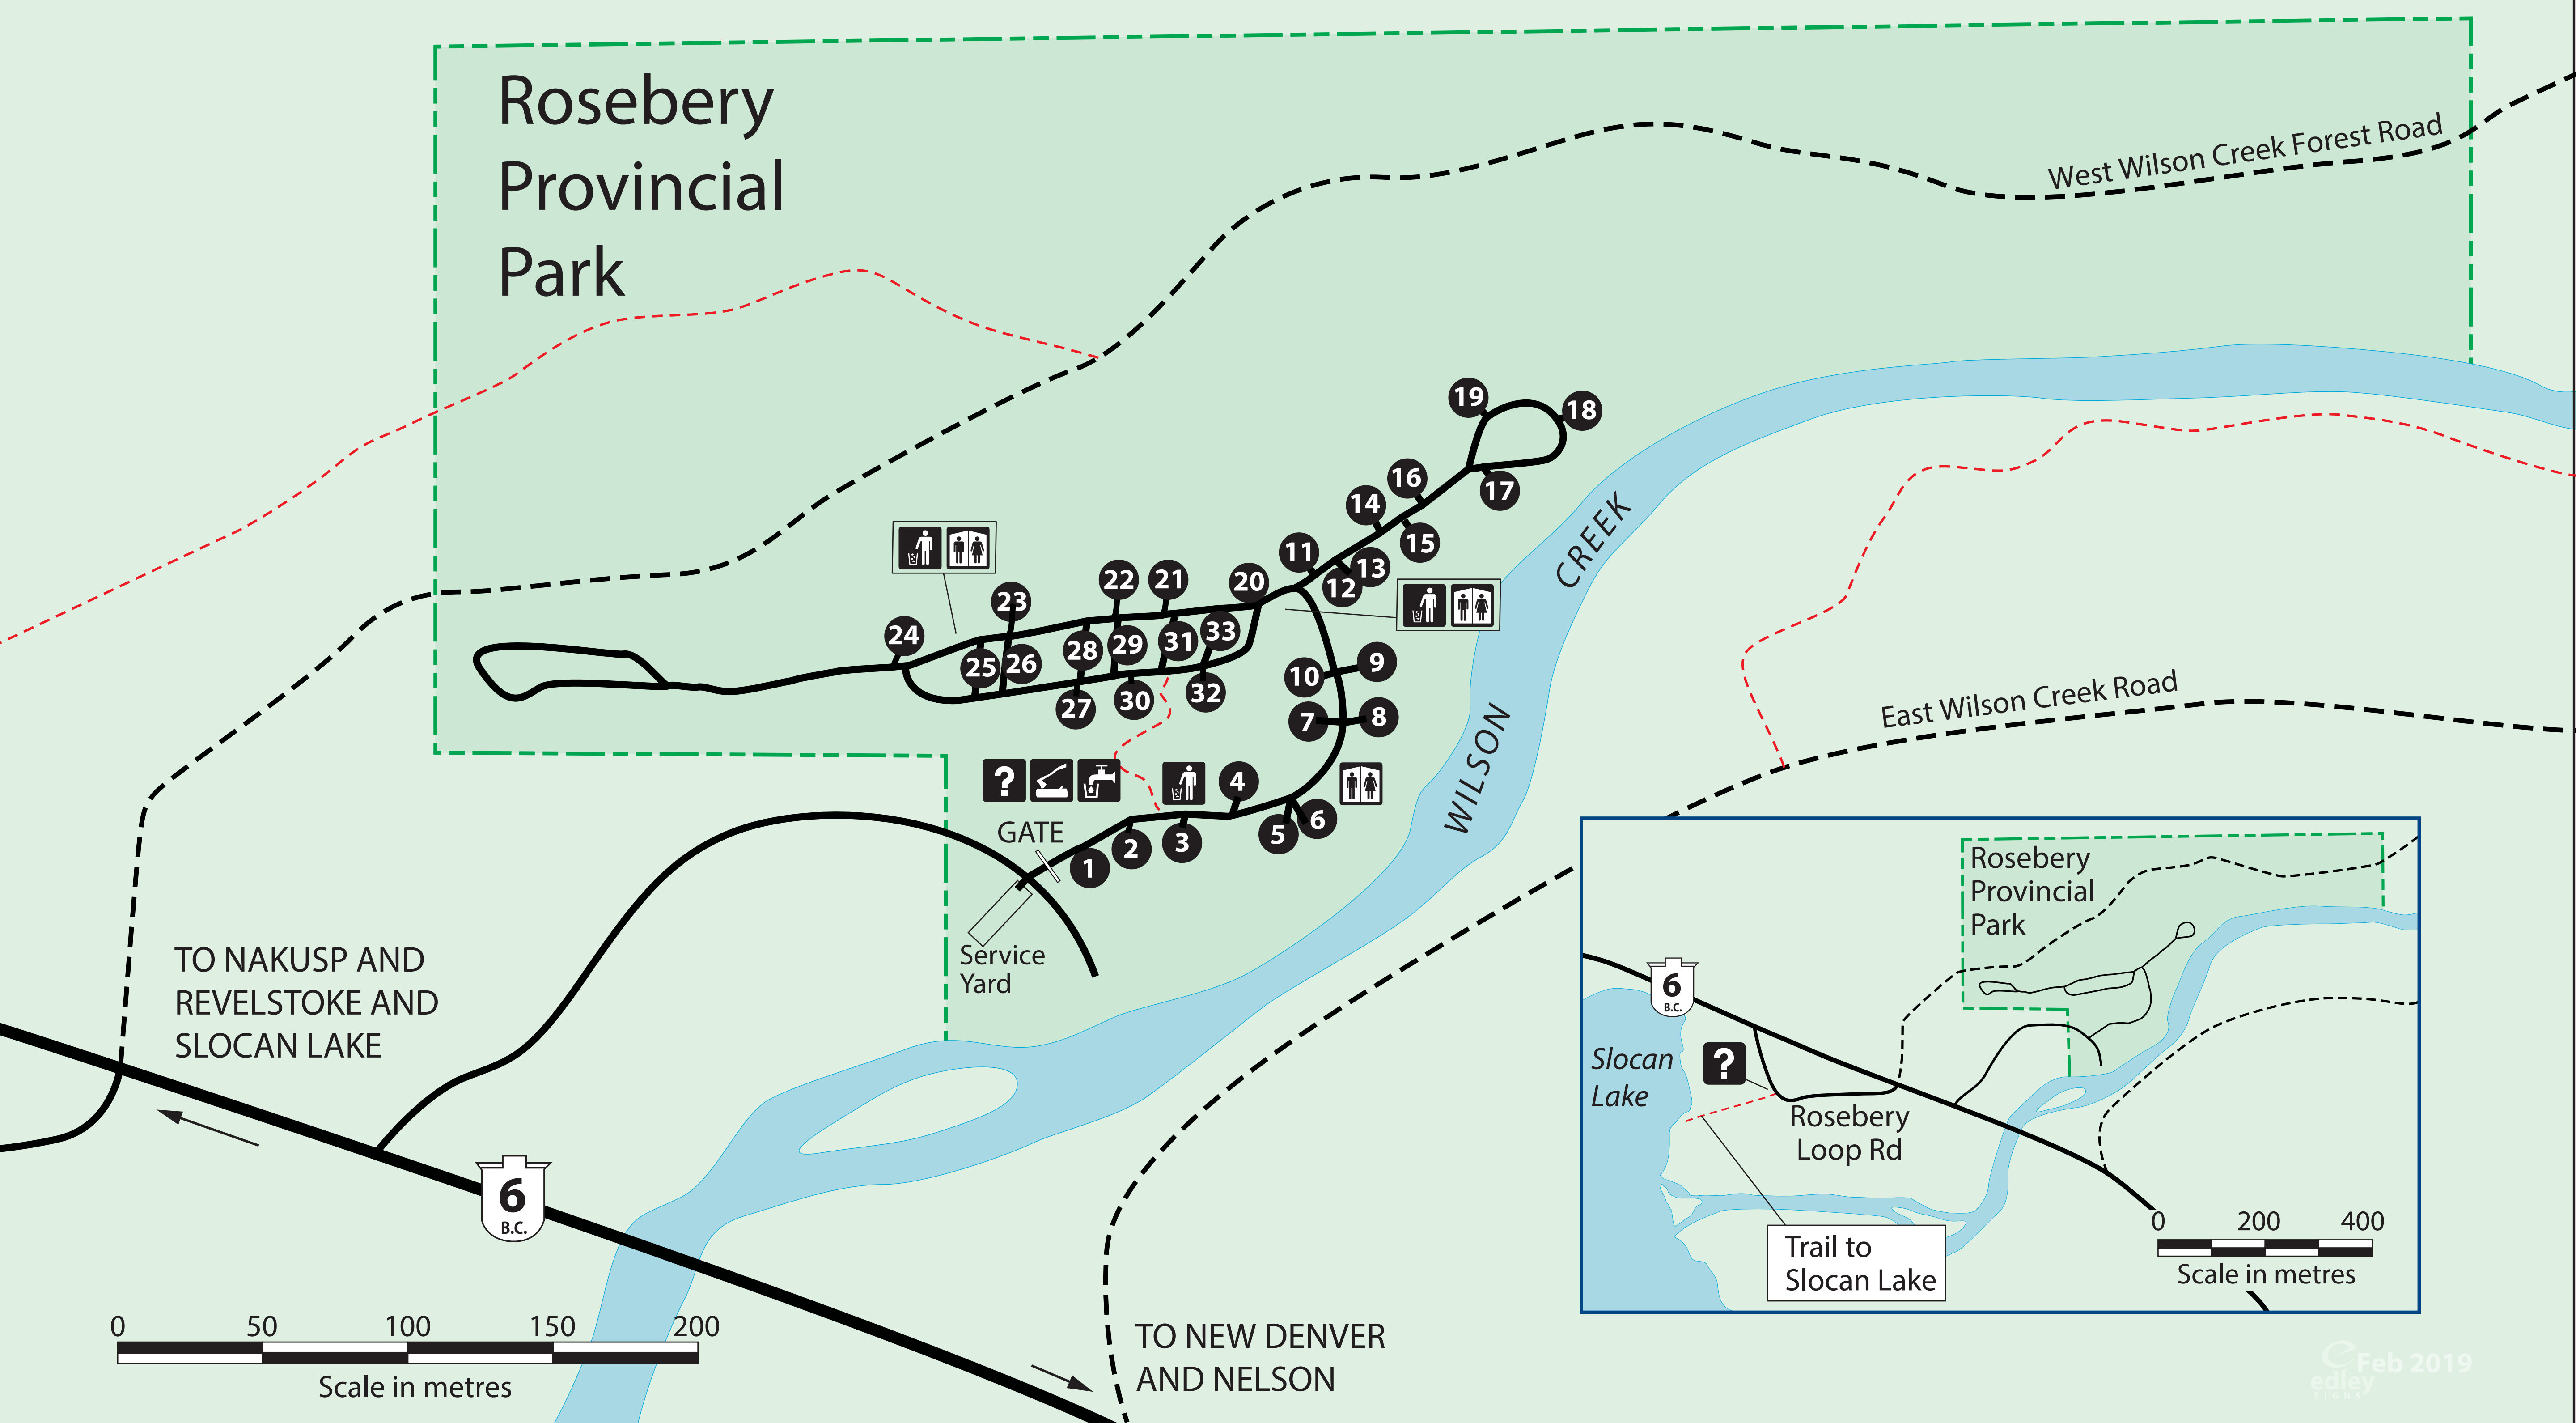 Rosebery
Provincial
Park
West Wilson Creek Forest Road
19
18
16
17
14
15
11
13
12
20
22
21
23
24
33
31
29
28
26
25
32
30
27
10
9
7
8
CREEK
WILSON
East Wilson Creek Road
?
4
6
5
3
2
1
GATE
Service
Yard
TO NAKUSP AND
REVELSTOKE AND
SLOCAN LAKE
6
B.C.
0 50 100 150 200
Scale in metres
TO NEW DENVER
AND NELSON
Rosebery
Provincial
Park
6
B.C.
Slocan
Lake
?
Rosebery
Loop Rd
Trail to
Slocan Lake
0 200 400
Scale in metres
e Feb 2019
edley
SIGNS